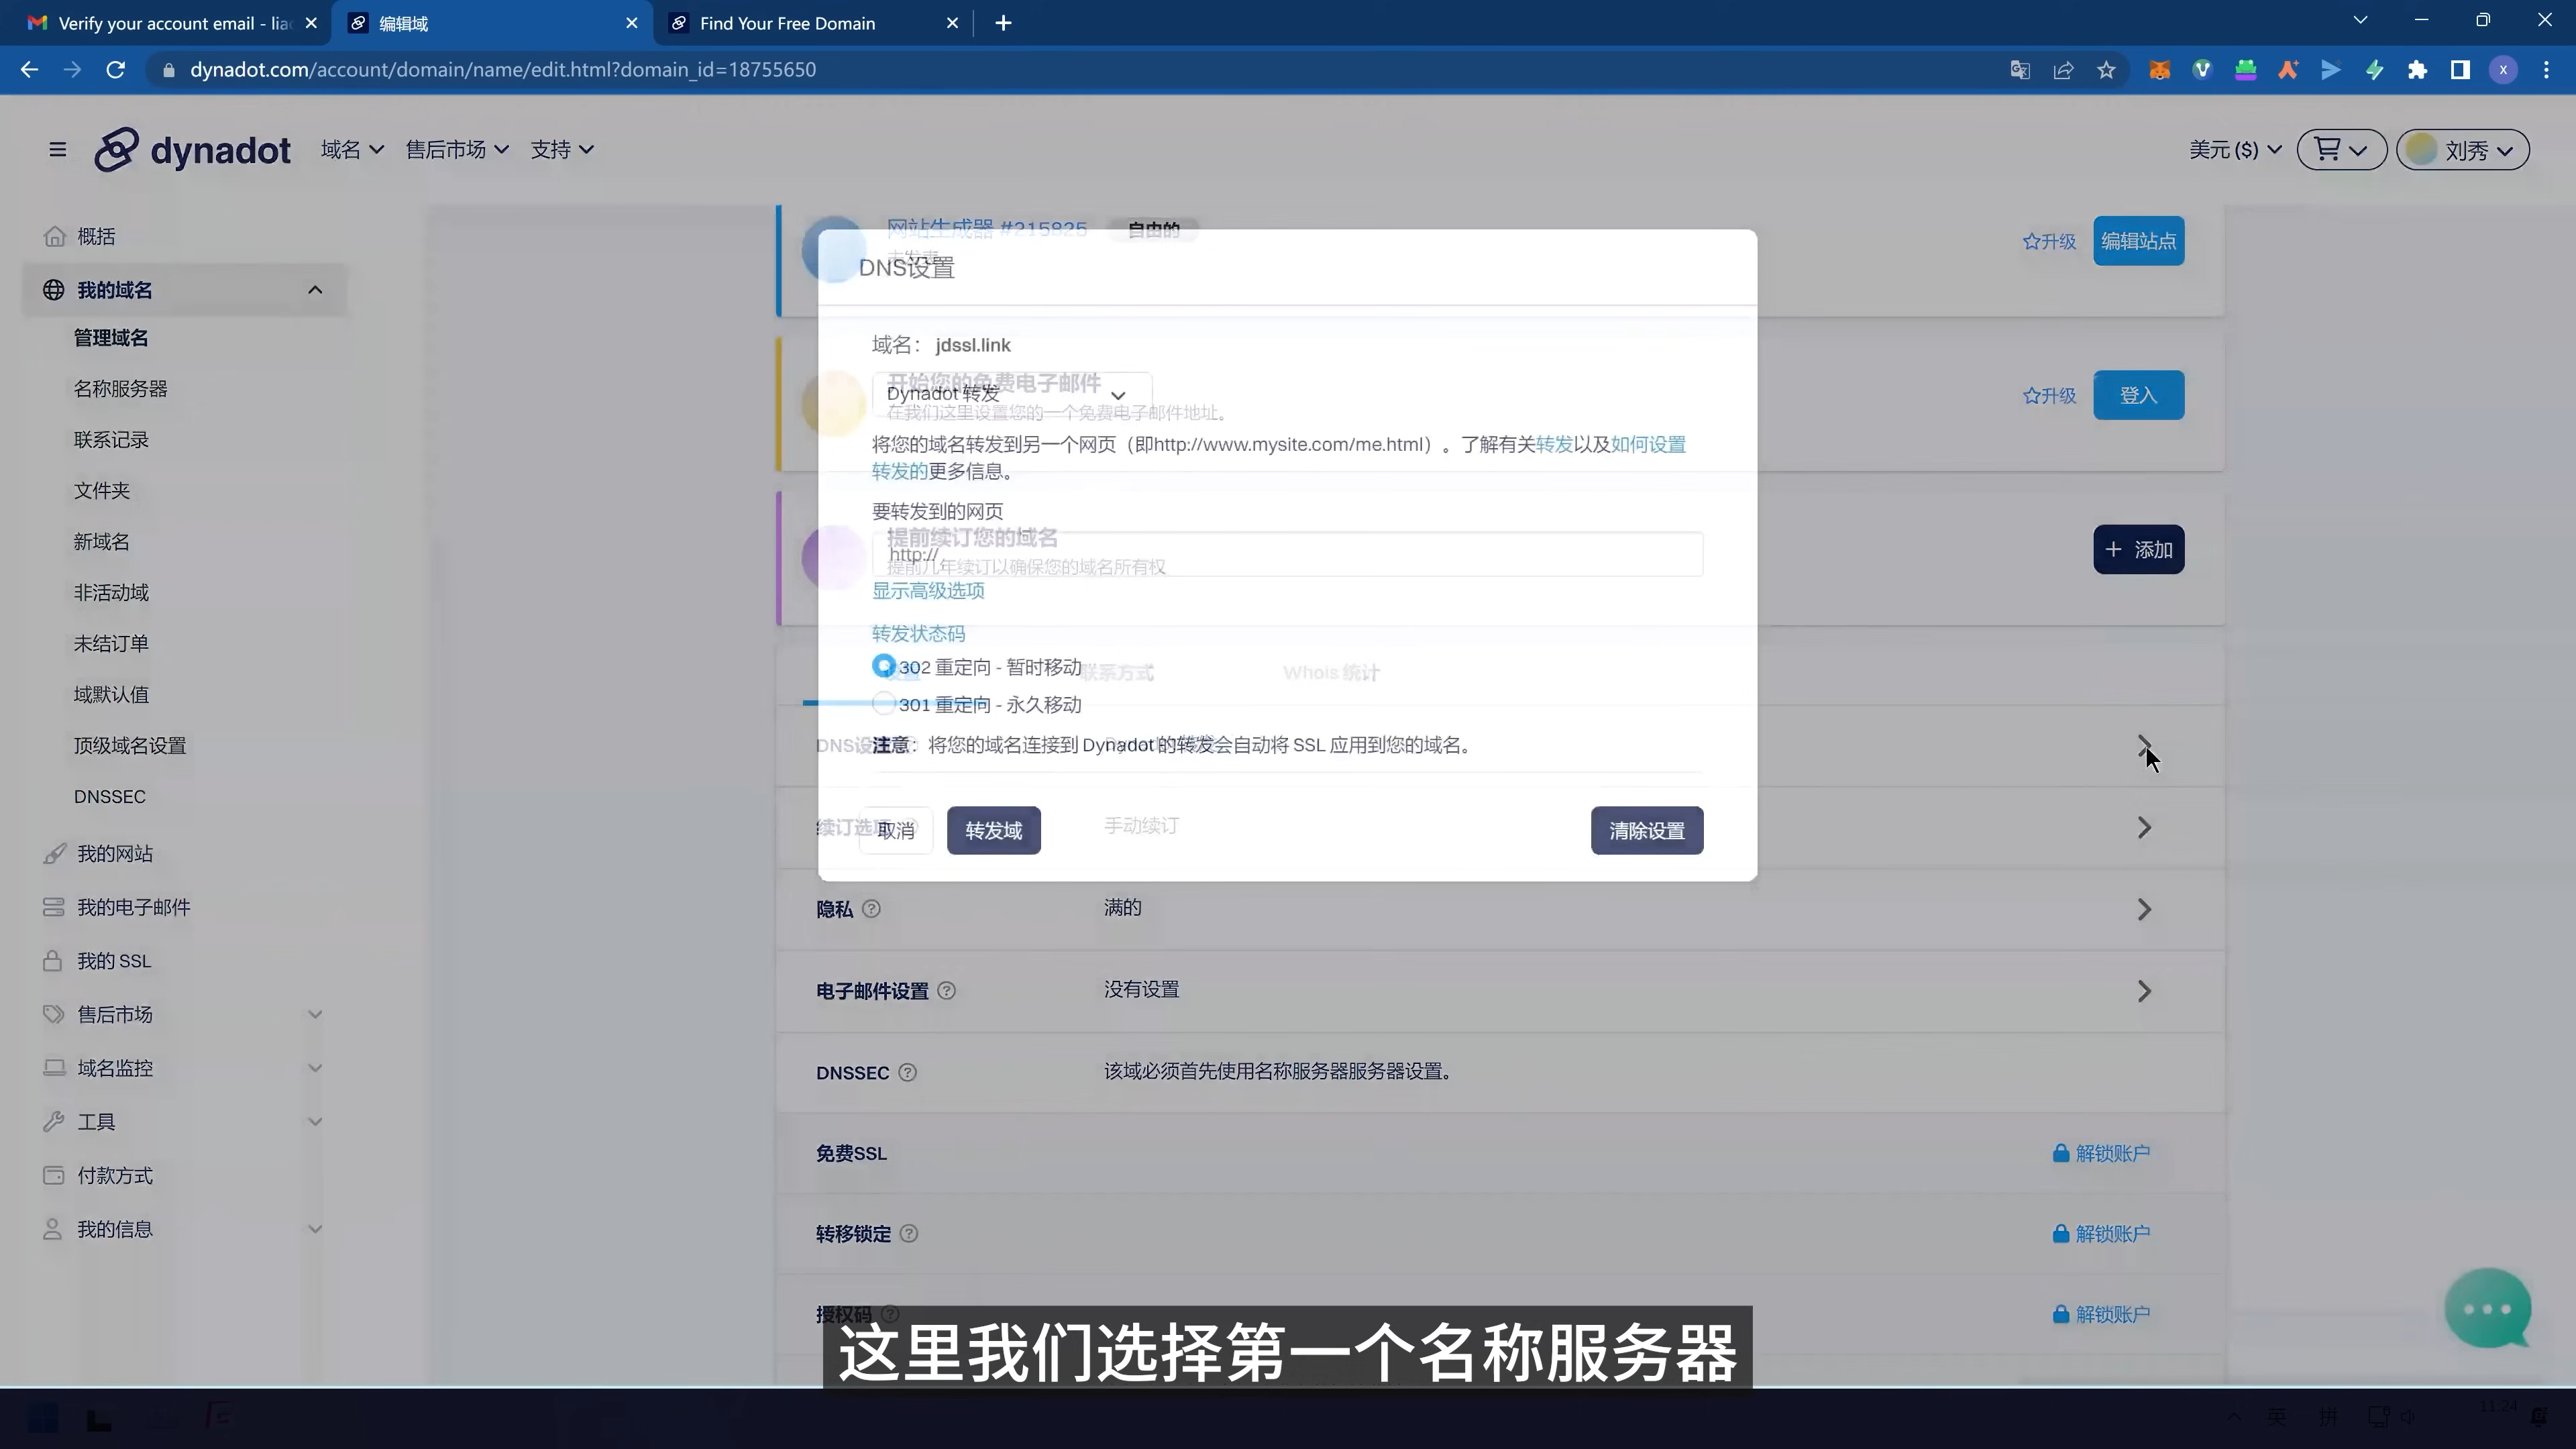 Verify your account email - liac
编辑域
Find Your Free Domain
dynadot.com/account/domain/name/edit.html?domain_id=18755650
X
dynadot
域名
售后市场
支持
美元 ($)
刘秀
概括
我的域名
管理域名
名称服务器
联系记录
文件夹
新域名
非活动域
未结订单
域默认值
顶级域名设置
DNSSEC
我的网站
我的电子邮件
我的 SSL
售后市场
域名监控
工具
付款方式
我的信息
网站生成器 #215825
自由的
未发表
升级
编辑站点
DNS设置
域名： jdssl.link
开始您的免费电子邮件
Dynadot 转发
在我们这里设置您的一个免费电子邮件地址。
升级
登入
将您的域名转发到另一个网页（即http://www.mysite.com/me.html）。了解有关转发以及如何设置
转发的更多信息。
要转发到的网页
提前续订您的域名
http://
提前几年续订以确保您的域名所有权
添加
显示高级选项
转发状态码
302 重定向 - 暂时移动
联系方式
Whois 统计
301 重定向 - 永久移动
注意：将您的域名连接到 Dynadot 的转发会自动将 SSL 应用到您的域名。
续订选项
取消
转发域
手动续订
清除设置
隐私
满的
电子邮件设置
没有设置
DNSSEC
该域必须首先使用名称服务器服务器设置。
免费SSL
解锁账户
转移锁定
解锁账户
授权码
解锁账户
这里我们选择第一个名称服务器
英
拼
11:24